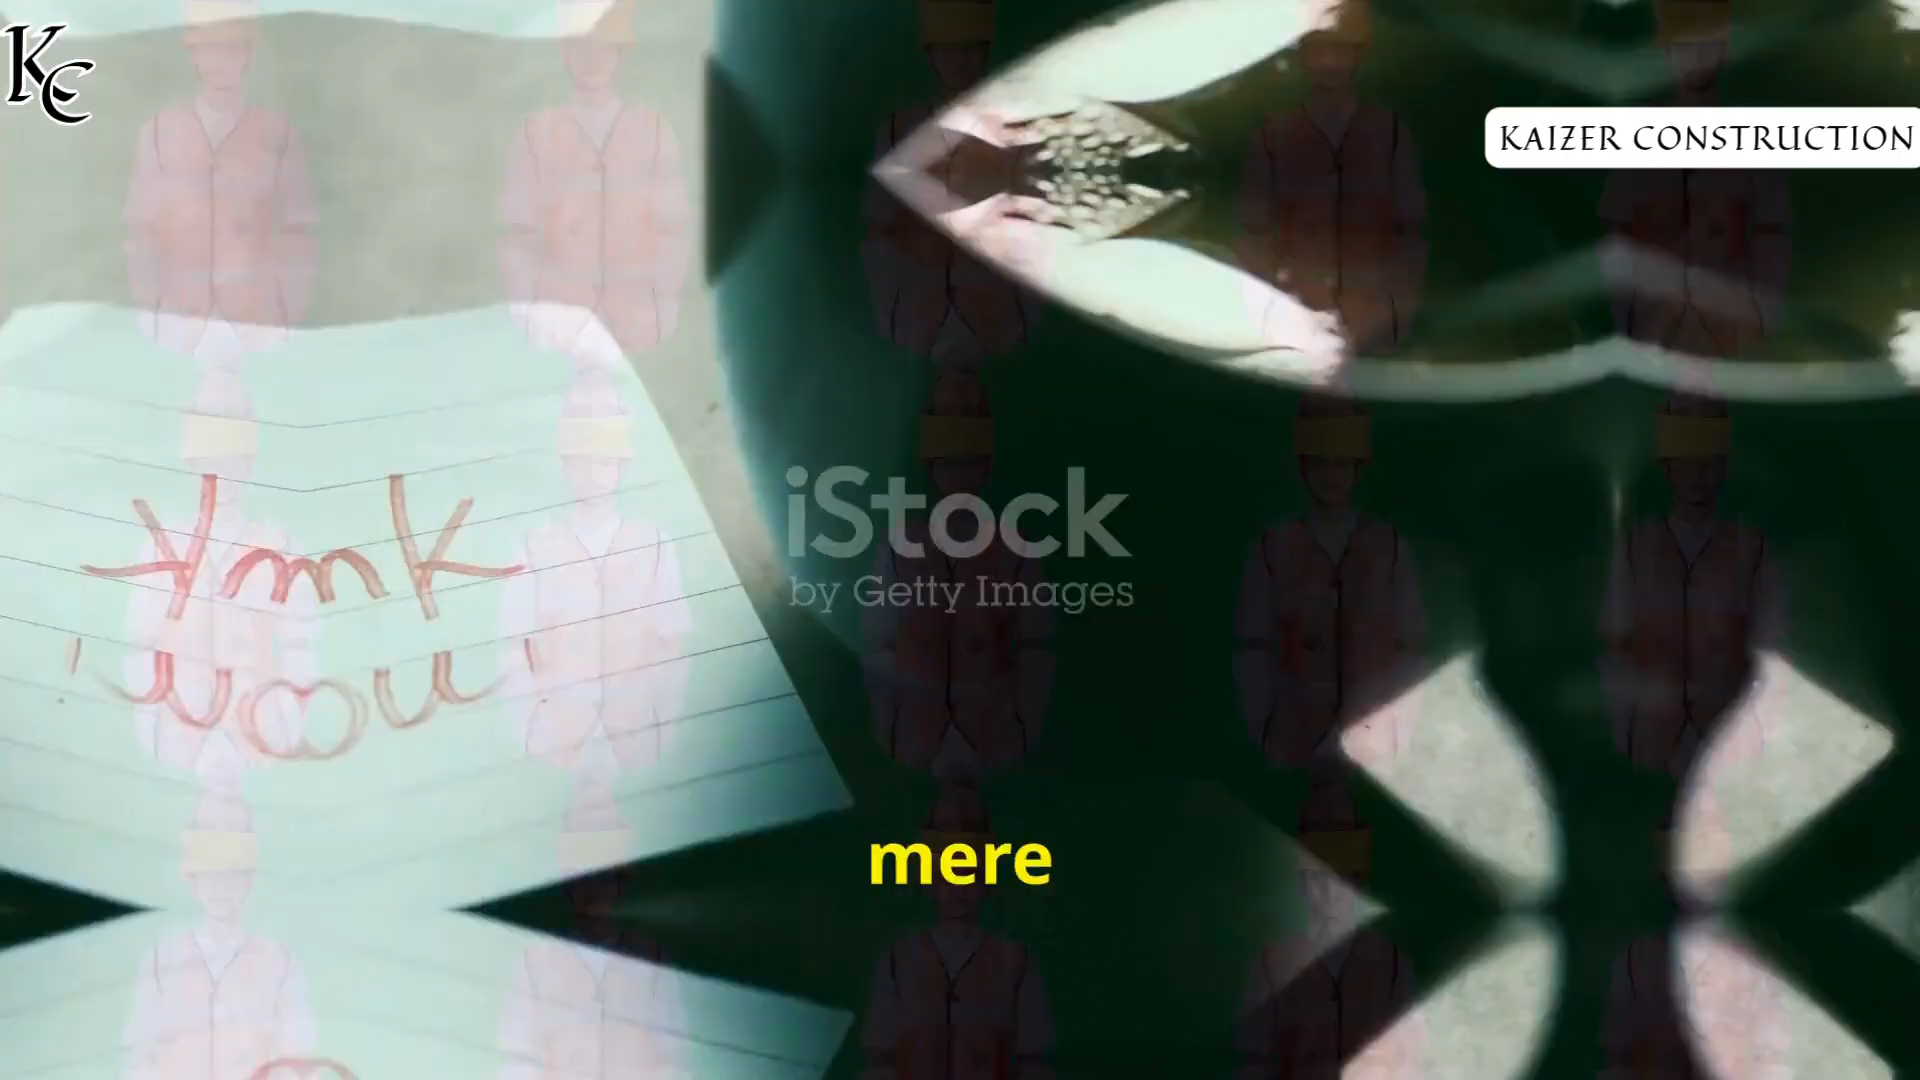 KC
KAIZER CONSTRUCTION
iStock
by Getty Images
mere